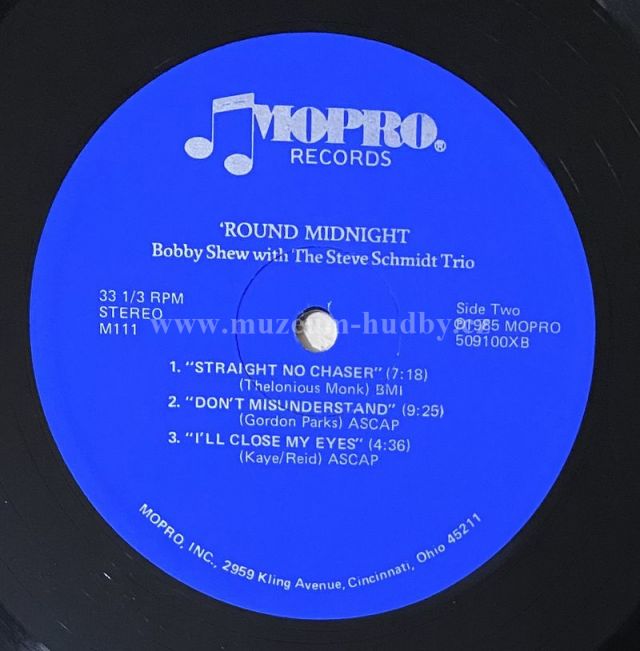 MOPRO®
RECORDS
'ROUND MIDNIGHT
Bobby Shew with The Steve Schmidt Trio
33 1/3 RPM
STEREO
M111
Side Two
℗1985 MOPRO
509100XB
www.muzeum-hudby.cz
1. "STRAIGHT NO CHASER" (7:18)
(Thelonious Monk) BMI
2. "DON'T MISUNDERSTAND" (9:25)
(Gordon Parks) ASCAP
3. "I'LL CLOSE MY EYES" (4:36)
(Kaye/Reid) ASCAP
MOPRO, INC., 2959 Kling Avenue, Cincinnati, Ohio 45211